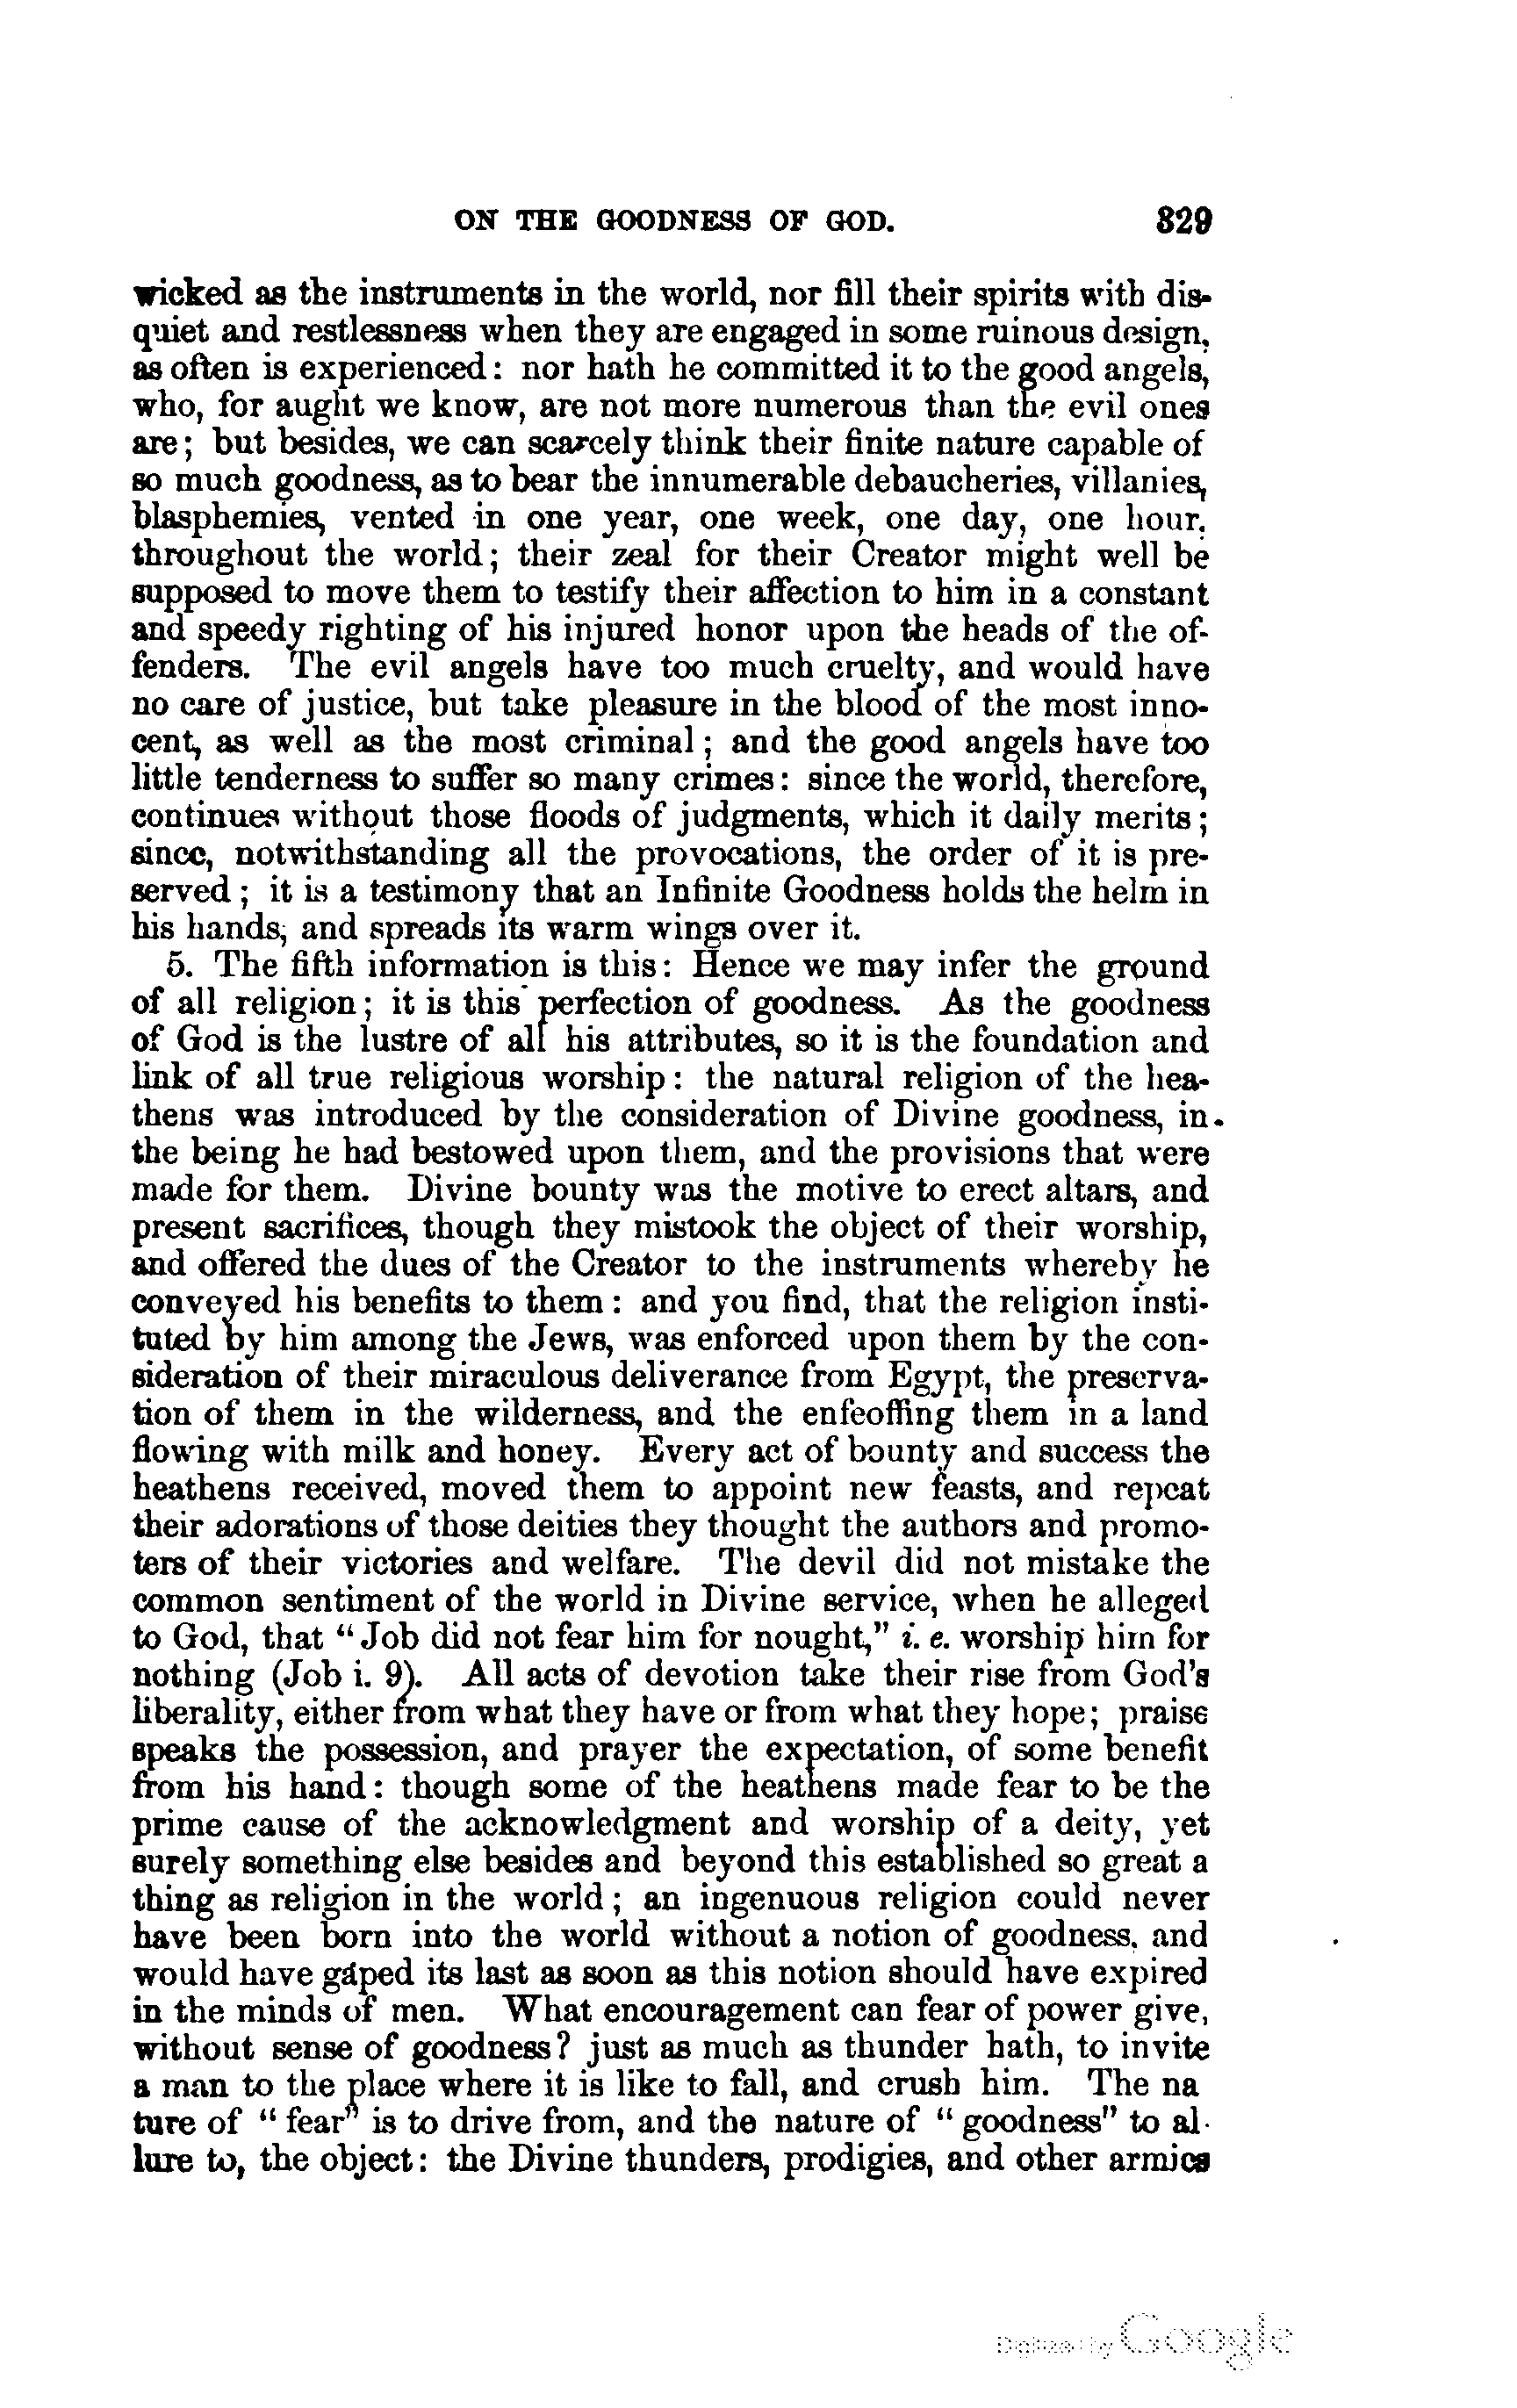 ON THE GOODNESS OF GOD. 329
wicked as the instruments in the world, nor fill their spirits with dis-
quiet and restlessness when they are engaged in some ruinous design,
as often is experienced: nor hath he committed it to the good angels,
who, for aught we know, are not more numerous than the evil ones
are; but besides, we can scarcely think their finite nature capable of
so much goodness, as to bear the innumerable debaucheries, villanies,
blasphemies, vented in one year, one week, one day, one hour,
throughout the world; their zeal for their Creator might well be
supposed to move them to testify their affection to him in a constant
and speedy righting of his injured honor upon the heads of the of-
fenders. The evil angels have too much cruelty, and would have
no care of justice, but take pleasure in the blood of the most inno-
cent, as well as the most criminal; and the good angels have too
little tenderness to suffer so many crimes: since the world, therefore,
continues without those floods of judgments, which it daily merits;
since, notwithstanding all the provocations, the order of it is pre-
served; it is a testimony that an Infinite Goodness holds the helm in
his hands, and spreads its warm wings over it.
5. The fifth information is this: Hence we may infer the ground
of all religion; it is this perfection of goodness. As the goodness
of God is the lustre of all his attributes, so it is the foundation and
link of all true religious worship: the natural religion of the hea-
thens was introduced by the consideration of Divine goodness, in
the being he had bestowed upon them, and the provisions that were
made for them. Divine bounty was the motive to erect altars, and
present sacrifices, though they mistook the object of their worship,
and offered the dues of the Creator to the instruments whereby he
conveyed his benefits to them: and you find, that the religion insti-
tuted by him among the Jews, was enforced upon them by the con-
sideration of their miraculous deliverance from Egypt, the preserva-
tion of them in the wilderness, and the enfeoffing them in a land
flowing with milk and honey. Every act of bounty and success the
heathens received, moved them to appoint new feasts, and repeat
their adorations of those deities they thought the authors and promo-
ters of their victories and welfare. The devil did not mistake the
common sentiment of the world in Divine service, when he alleged
to God, that "Job did not fear him for nought," i. e. worship him for
nothing (Job i. 9). All acts of devotion take their rise from God's
liberality, either from what they have or from what they hope; praise
speaks the possession, and prayer the expectation, of some benefit
from his hand: though some of the heathens made fear to be the
prime cause of the acknowledgment and worship of a deity, yet
surely something else besides and beyond this established so great a
thing as religion in the world; an ingenuous religion could never
have been born into the world without a notion of goodness, and
would have gasped its last as soon as this notion should have expired
in the minds of men. What encouragement can fear of power give,
without sense of goodness? just as much as thunder hath, to invite
a man to the place where it is like to fall, and crush him. The na
ture of "fear" is to drive from, and the nature of "goodness" to al-
lure to, the object: the Divine thunders, prodigies, and other armies
Digitized by Google